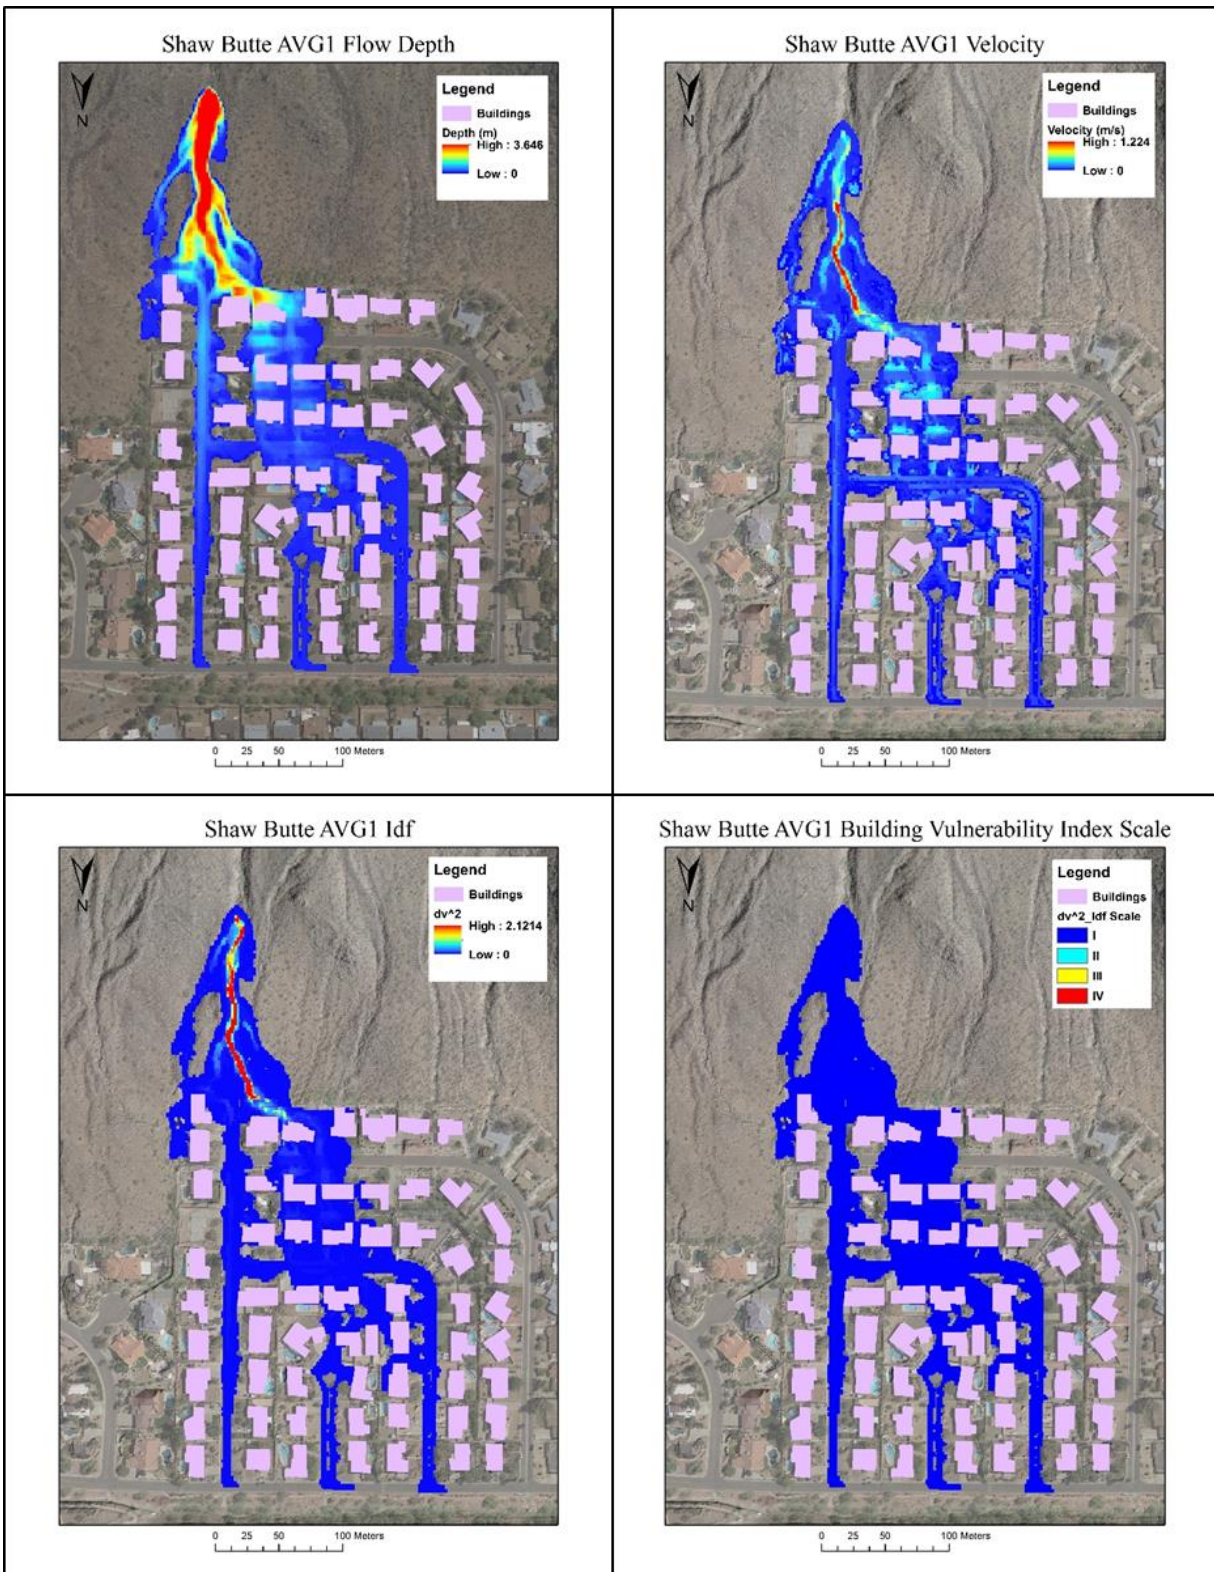 Shaw Butte AVG1 Flow Depth
N
Legend
Buildings
Depth (m)
High : 3.646
Low : 0
0 25 50 100 Meters
Shaw Butte AVG1 Velocity
N
Legend
Buildings
Velocity (m/s)
High : 1.224
Low : 0
0 25 50 100 Meters
Shaw Butte AVG1 Idf
N
Legend
Buildings
dv^2
High : 2.1214
Low : 0
0 25 50 100 Meters
Shaw Butte AVG1 Building Vulnerability Index Scale
N
Legend
Buildings
dv^2_Idf Scale
I
II
III
IV
0 25 50 100 Meters